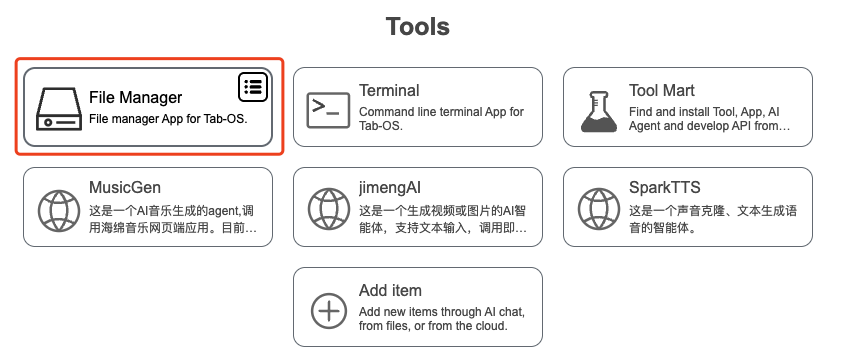 Tools
File Manager
File manager App for Tab-OS.
Terminal
Command line terminal App for
Tab-OS.
Tool Mart
Find and install Tool, App, AI
Agent and develop API from…
MusicGen
这是一个AI音乐生成的agent,调
用海绵音乐网页端应用。目前…
jimengAI
这是一个生成视频或图片的AI智
能体，支持文本输入，调用即…
SparkTTS
这是一个声音克隆、文本生成语
音的智能体。
Add item
Add new items through AI chat,
from files, or from the cloud.